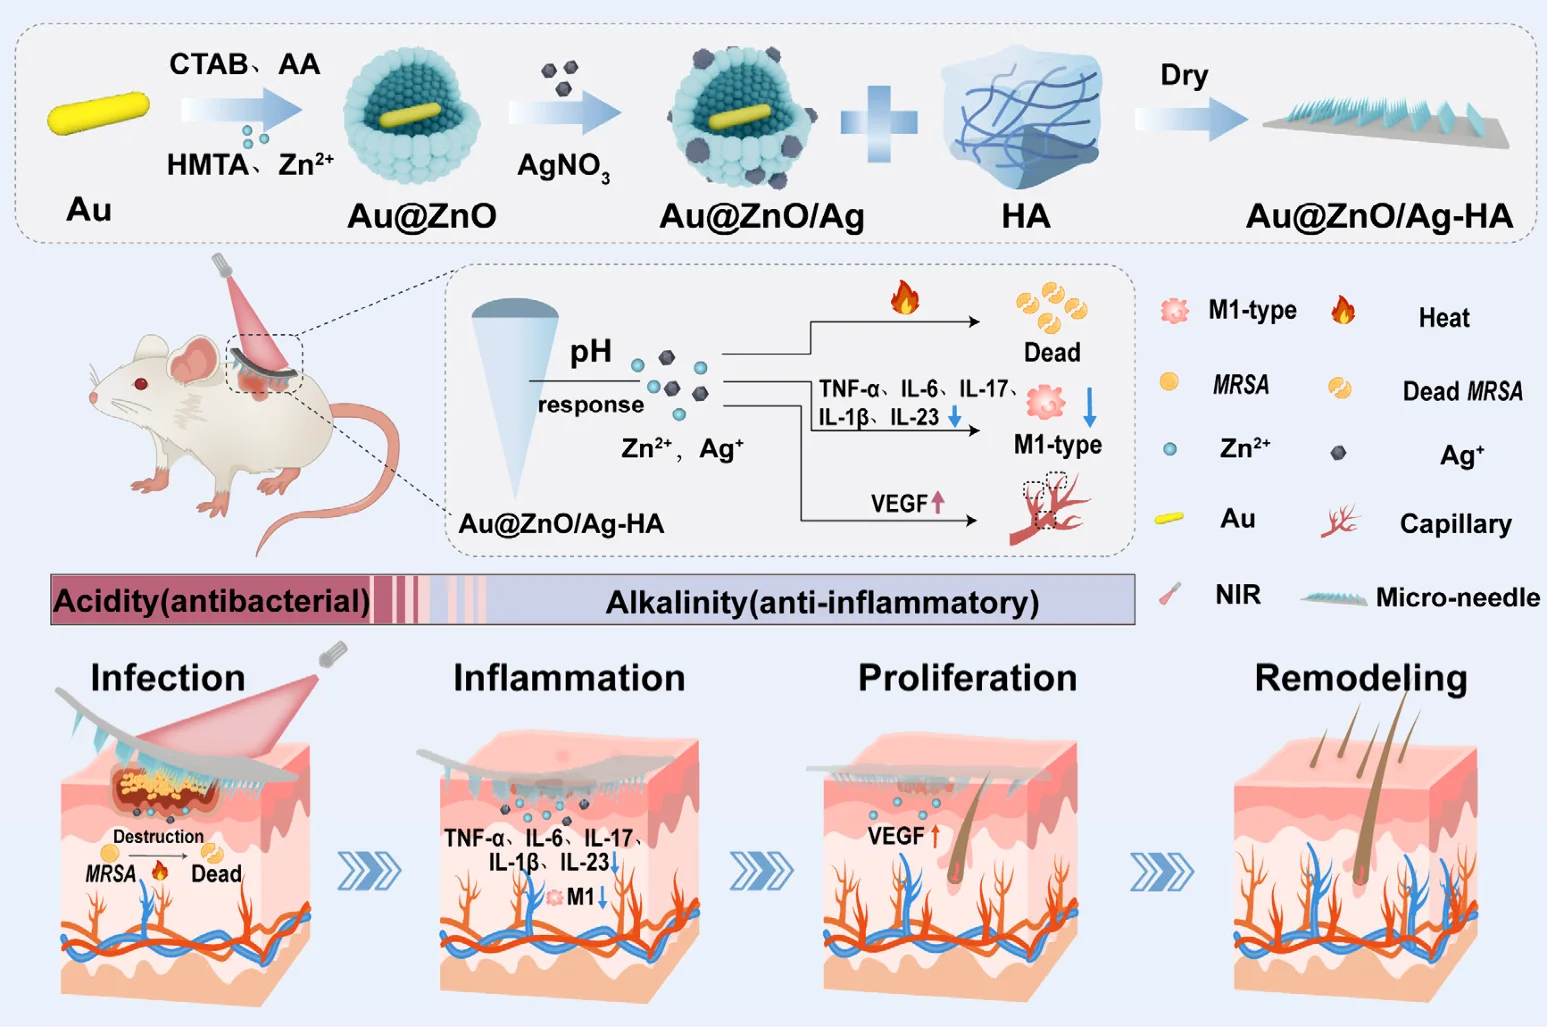 CTAB、AA
HMTA、Zn²⁺
Au
Au@ZnO
AgNO₃
Au@ZnO/Ag
HA
Dry
Au@ZnO/Ag-HA
pH
response
Zn²⁺, Ag⁺
Au@ZnO/Ag-HA
Dead
TNF-α、IL-6、IL-17、
IL-1β、IL-23
M1-type
VEGF
M1-type
Heat
MRSA
Dead MRSA
Zn²⁺
Ag⁺
Au
Capillary
NIR
Micro-needle
Acidity(antibacterial)
Alkalinity(anti-inflammatory)
Infection
Inflammation
Proliferation
Remodeling
Destruction
MRSA
Dead
TNF-α、IL-6、IL-17、
IL-1β、IL-23
M1
VEGF